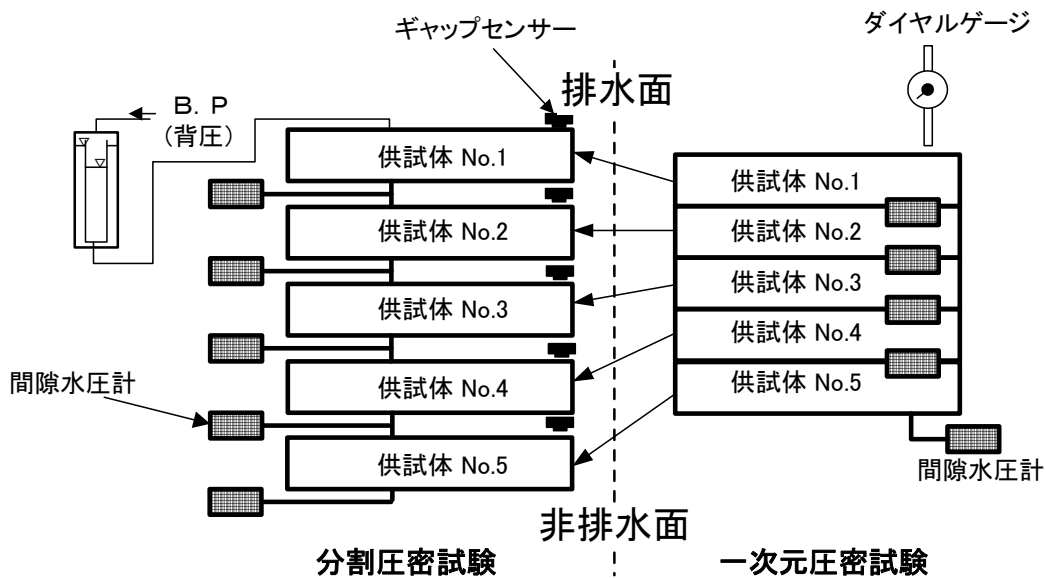 ギャップセンサー
ダイヤルゲージ
排水面
B. P
(背圧)
供試体 No.1
供試体 No.2
供試体 No.3
供試体 No.4
供試体 No.5
供試体 No.1
供試体 No.2
供試体 No.3
供試体 No.4
供試体 No.5
間隙水圧計
間隙水圧計
非排水面
分割圧密試験
一次元圧密試験